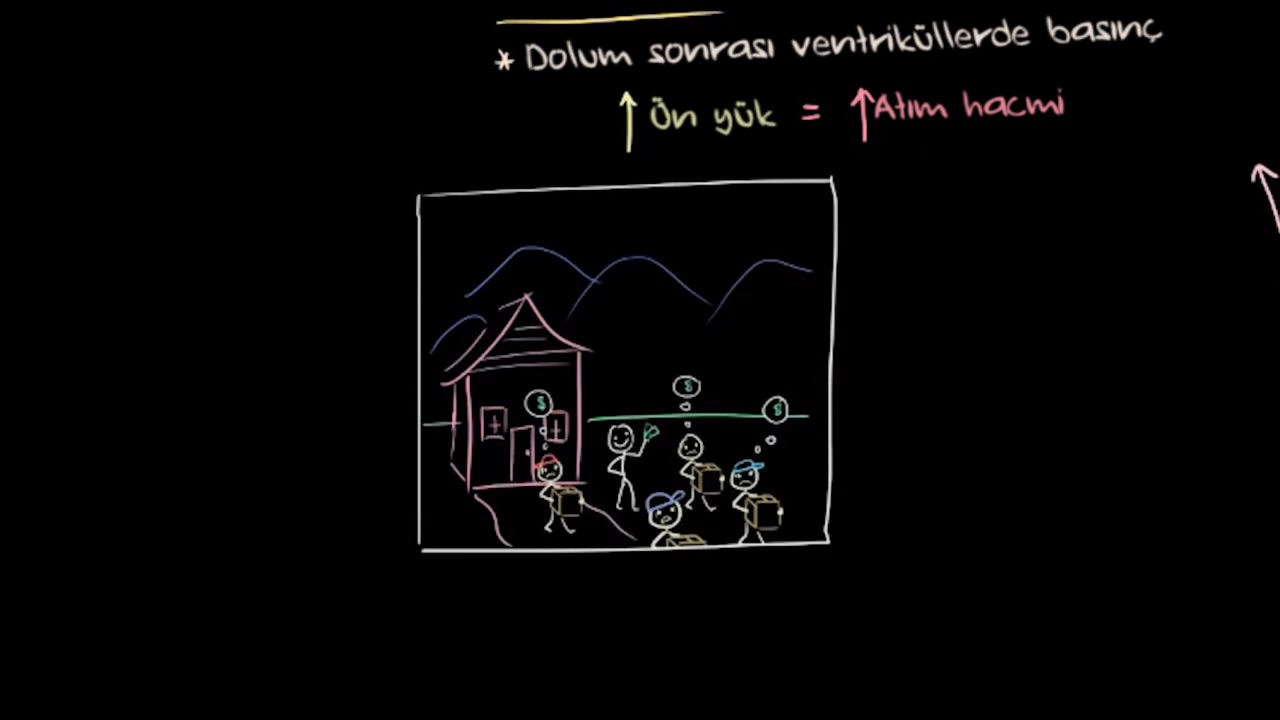 * Dolum sonrası ventriküllerde basınç
↑ Ön yük = ↑ Atım hacmi
$
$
$